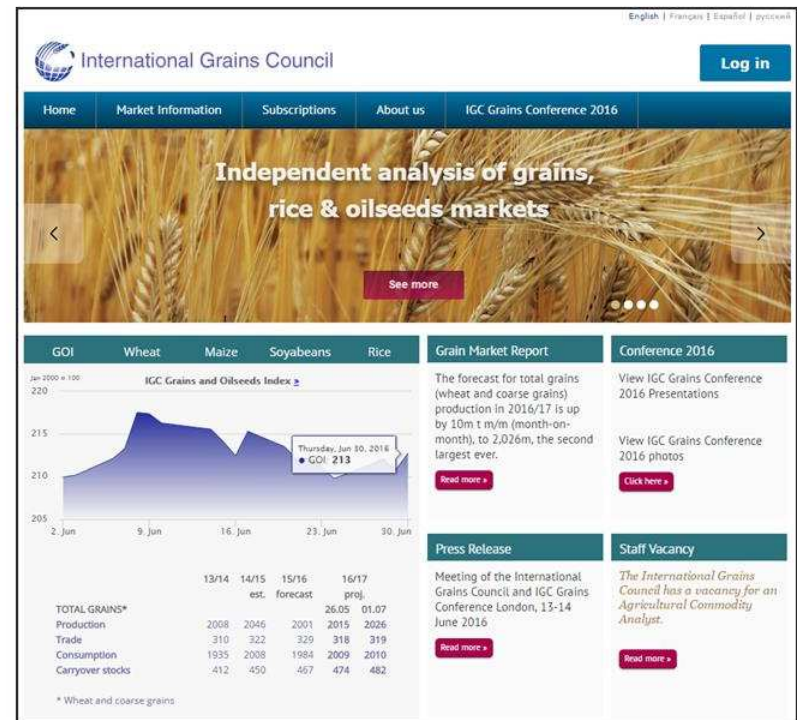 English | Français | Español | русский
International Grains Council
Log in
Home Market Information Subscriptions About us IGC Grains Conference 2016
Independent analysis of grains,
rice & oilseeds markets
<
>
See more
GOI Wheat Maize Soyabeans Rice
Jan 2000 = 100
IGC Grains and Oilseeds Index »
220
215
210
205
Thursday, Jun 30, 2016
● GOI: 213
2. Jun 9. Jun 16. Jun 23. Jun 30. Jun
13/14 14/15 15/16 16/17
est. forecast proj.
TOTAL GRAINS* 26.05 01.07
Production 2008 2046 2001 2015 2026
Trade 310 322 329 318 319
Consumption 1935 2008 1984 2009 2010
Carryover stocks 412 450 467 474 482
* Wheat and coarse grains
Grain Market Report
The forecast for total grains
(wheat and coarse grains)
production in 2016/17 is up
by 10m t m/m (month-on-
month), to 2,026m, the second
largest ever.
Read more »
Conference 2016
View IGC Grains Conference
2016 Presentations
View IGC Grains Conference
2016 photos
Click here »
Press Release
Meeting of the International
Grains Council and IGC Grains
Conference London, 13-14
June 2016
Read more »
Staff Vacancy
The International Grains
Council has a vacancy for an
Agricultural Commodity
Analyst.
Read more »